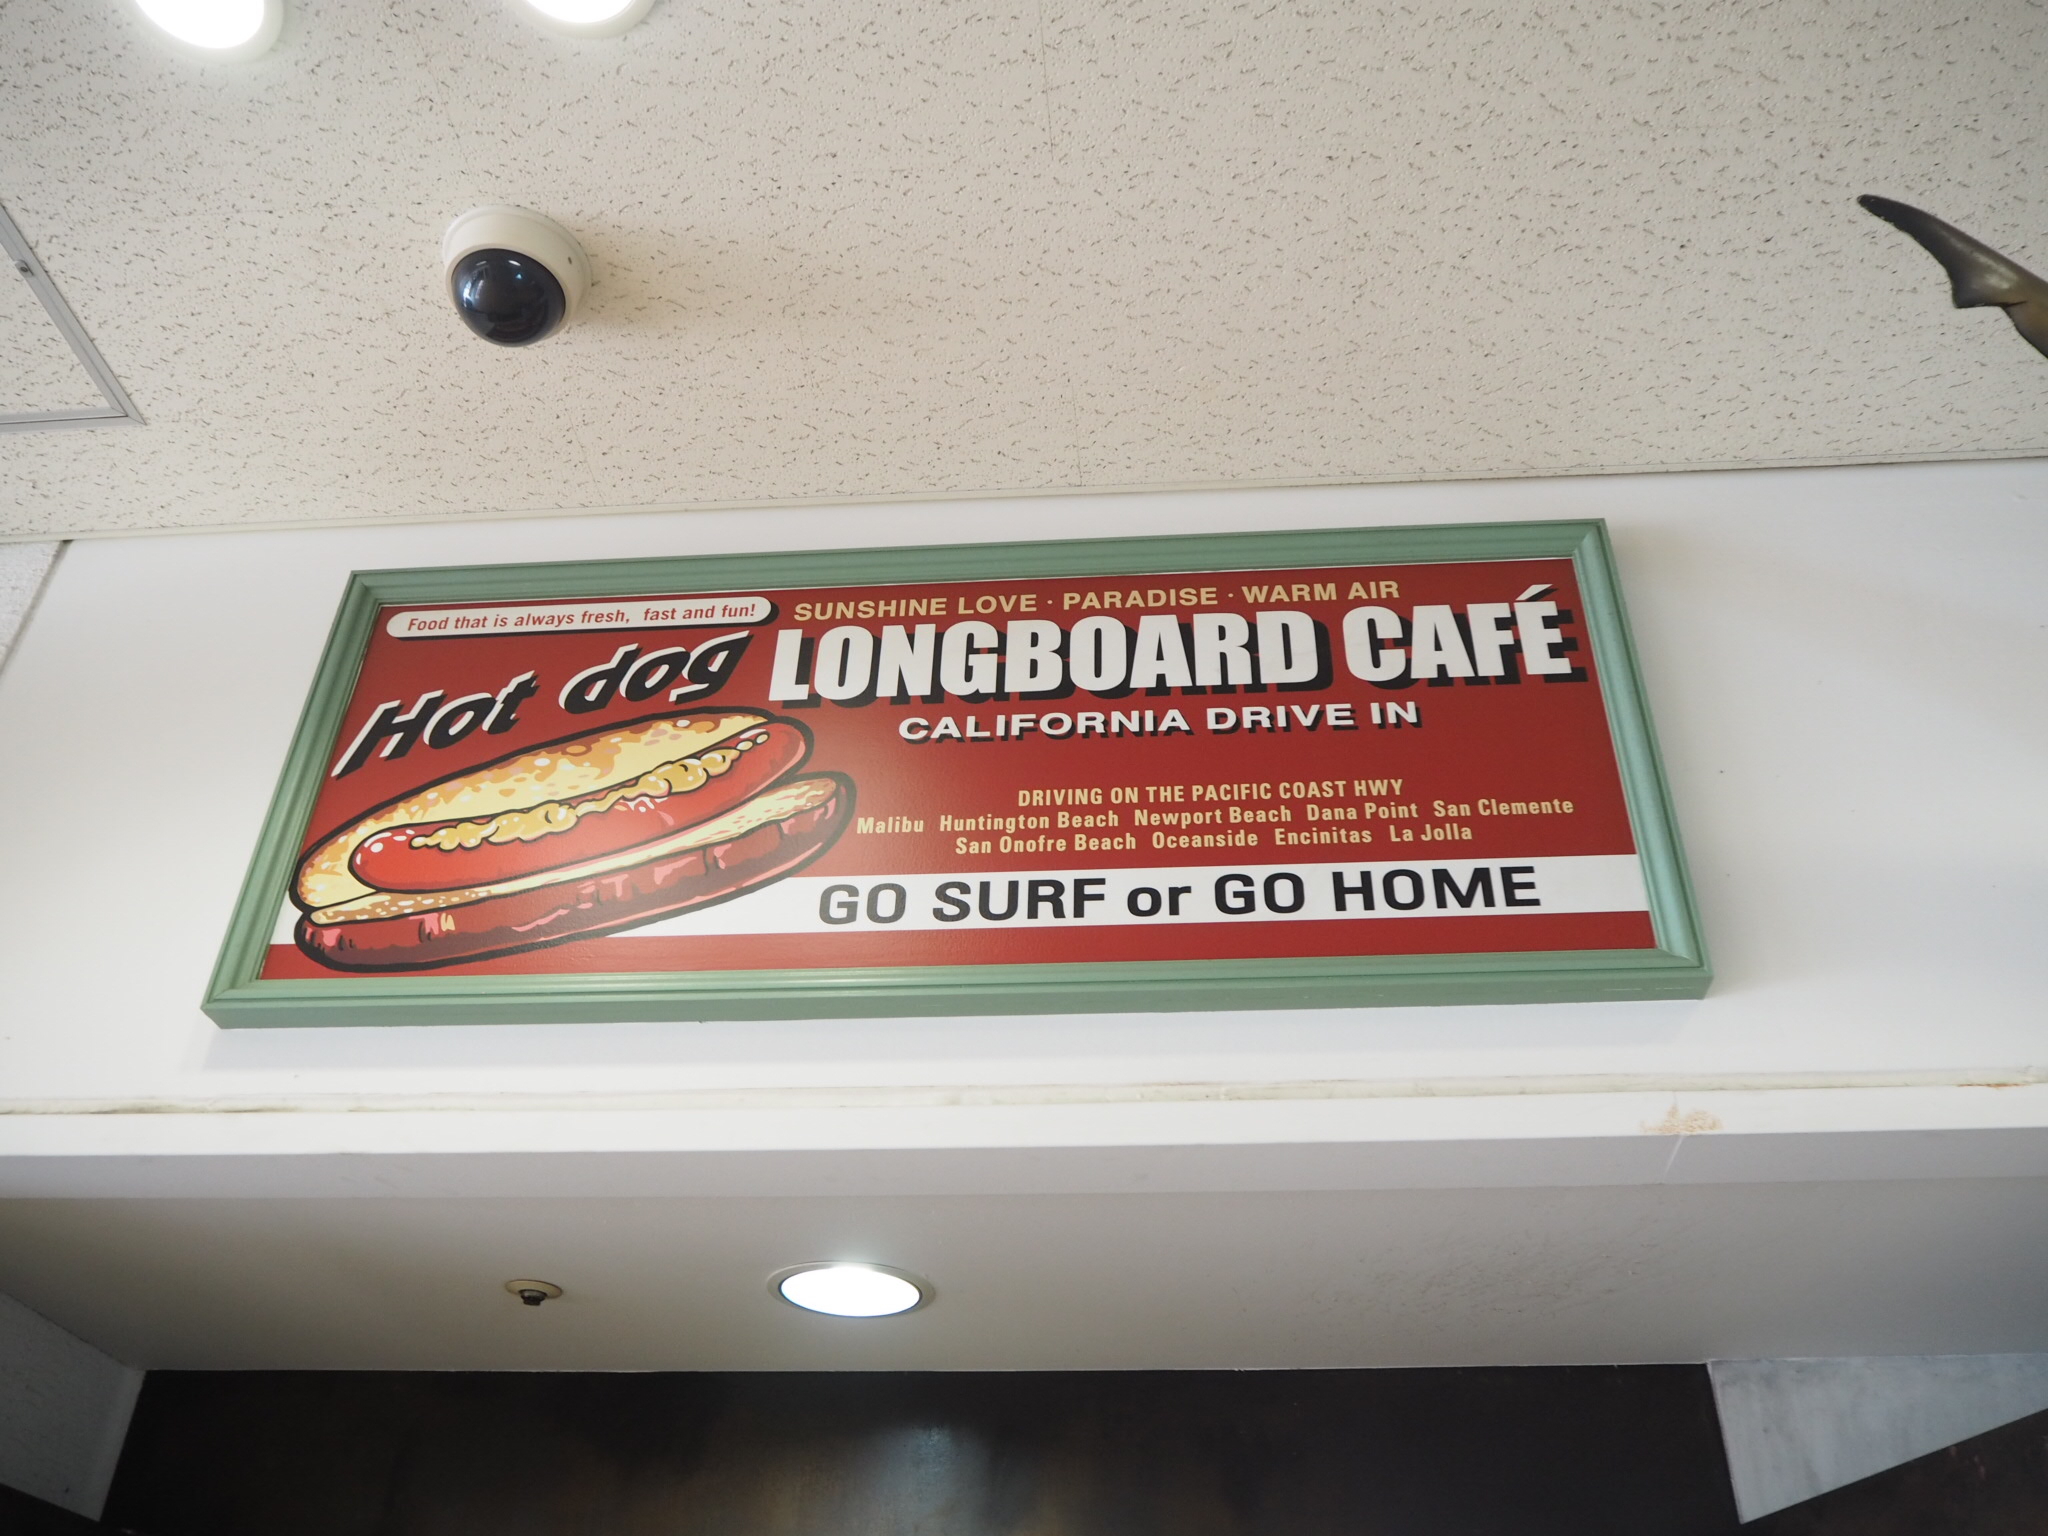 Food that is always fresh, fast and fun!
Hot dog
SUNSHINE LOVE · PARADISE · WARM AIR
LONGBOARD CAFÉ
CALIFORNIA DRIVE IN
DRIVING ON THE PACIFIC COAST HWY
Malibu Huntington Beach Newport Beach Dana Point San Clemente
San Onofre Beach Oceanside Encinitas La Jolla
GO SURF or GO HOME